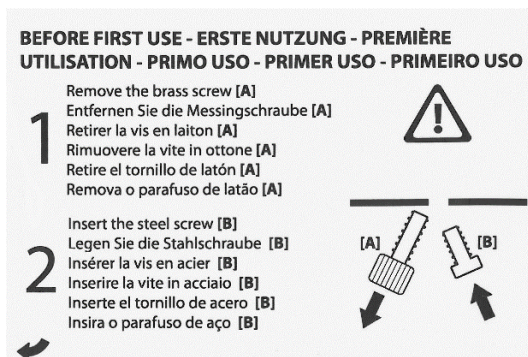 BEFORE FIRST USE - ERSTE NUTZUNG - PREMIÈRE
UTILISATION - PRIMO USO - PRIMER USO - PRIMEIRO USO
1
Remove the brass screw [A]
Entfernen Sie die Messingschraube [A]
Retirer la vis en laiton [A]
Rimuovere la vite in ottone [A]
Retire el tornillo de latón [A]
Remova o parafuso de latão [A]
2
Insert the steel screw [B]
Legen Sie die Stahlschraube [B]
Insérer la vis en acier [B]
Inserire la vite in acciaio [B]
Inserte el tornillo de acero [B]
Insira o parafuso de aço [B]
[A]
[B]